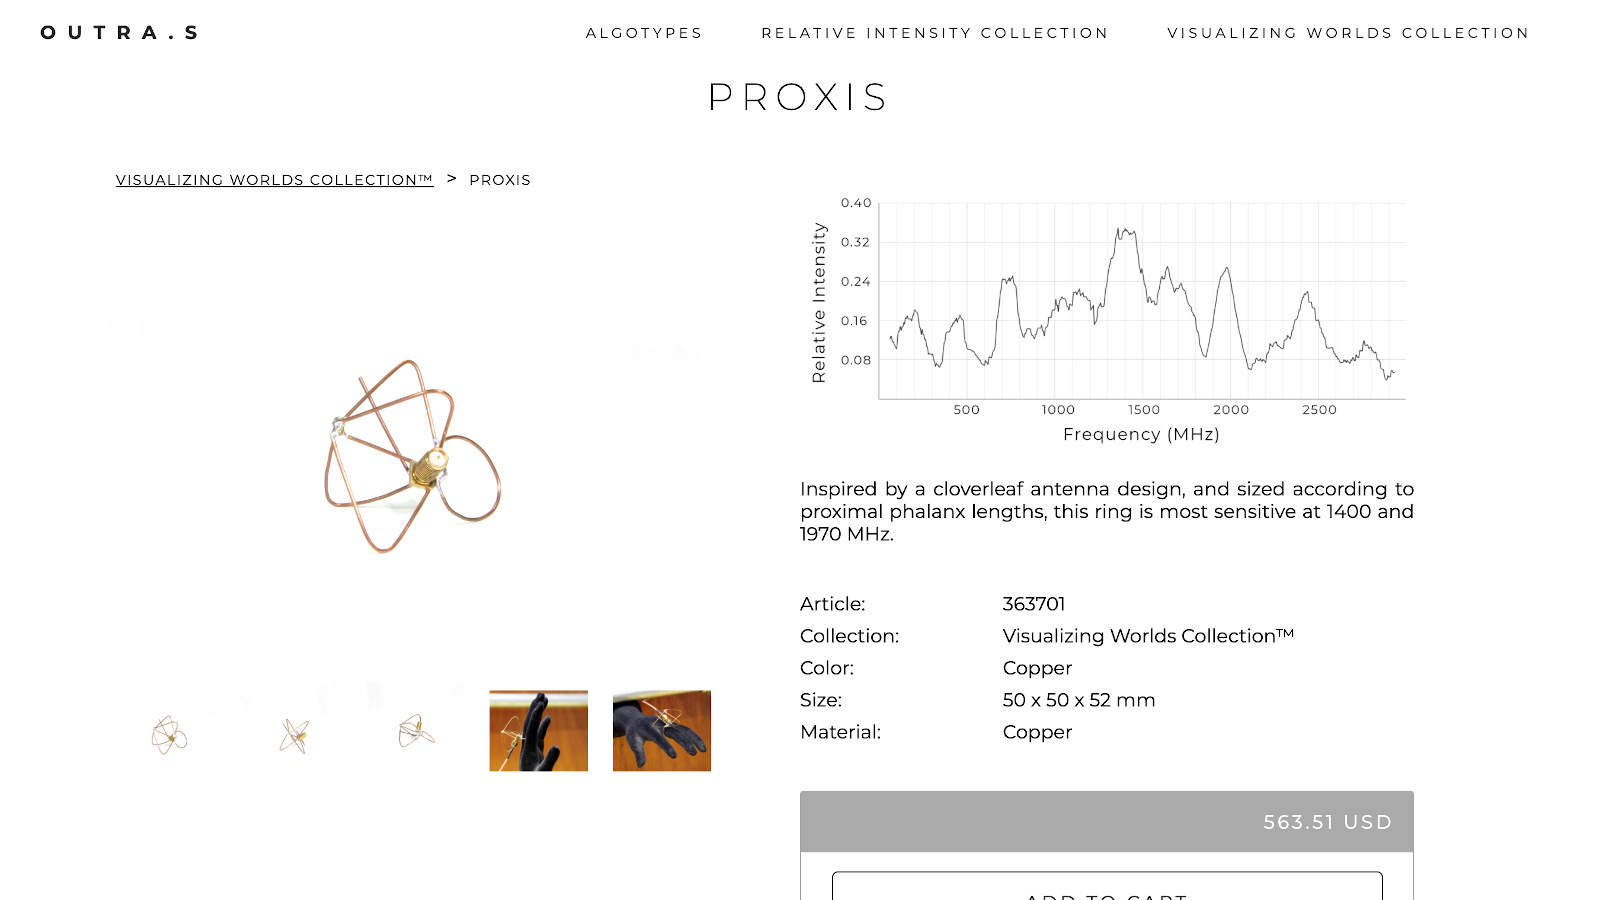 OUTRA.S
ALGOTYPES
RELATIVE INTENSITY COLLECTION
VISUALIZING WORLDS COLLECTION
PROXIS
VISUALIZING WORLDS COLLECTION™ > PROXIS
0.40
0.32
0.24
0.16
0.08
Relative Intensity
500 1000 1500 2000 2500
Frequency (MHz)
Inspired by a cloverleaf antenna design, and sized according to
proximal phalanx lengths, this ring is most sensitive at 1400 and
1970 MHz.
Article: 363701
Collection: Visualizing Worlds Collection™
Color: Copper
Size: 50 x 50 x 52 mm
Material: Copper
563.51 USD
ADD TO CART